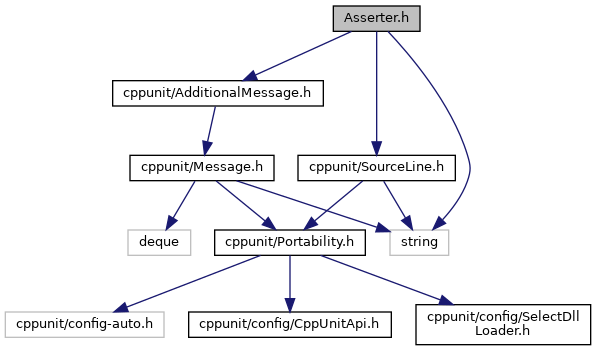 Asserter.h
cppunit/AdditionalMessage.h
cppunit/Message.h
cppunit/SourceLine.h
deque
cppunit/Portability.h
string
cppunit/config-auto.h
cppunit/config/CppUnitApi.h
cppunit/config/SelectDll
Loader.h